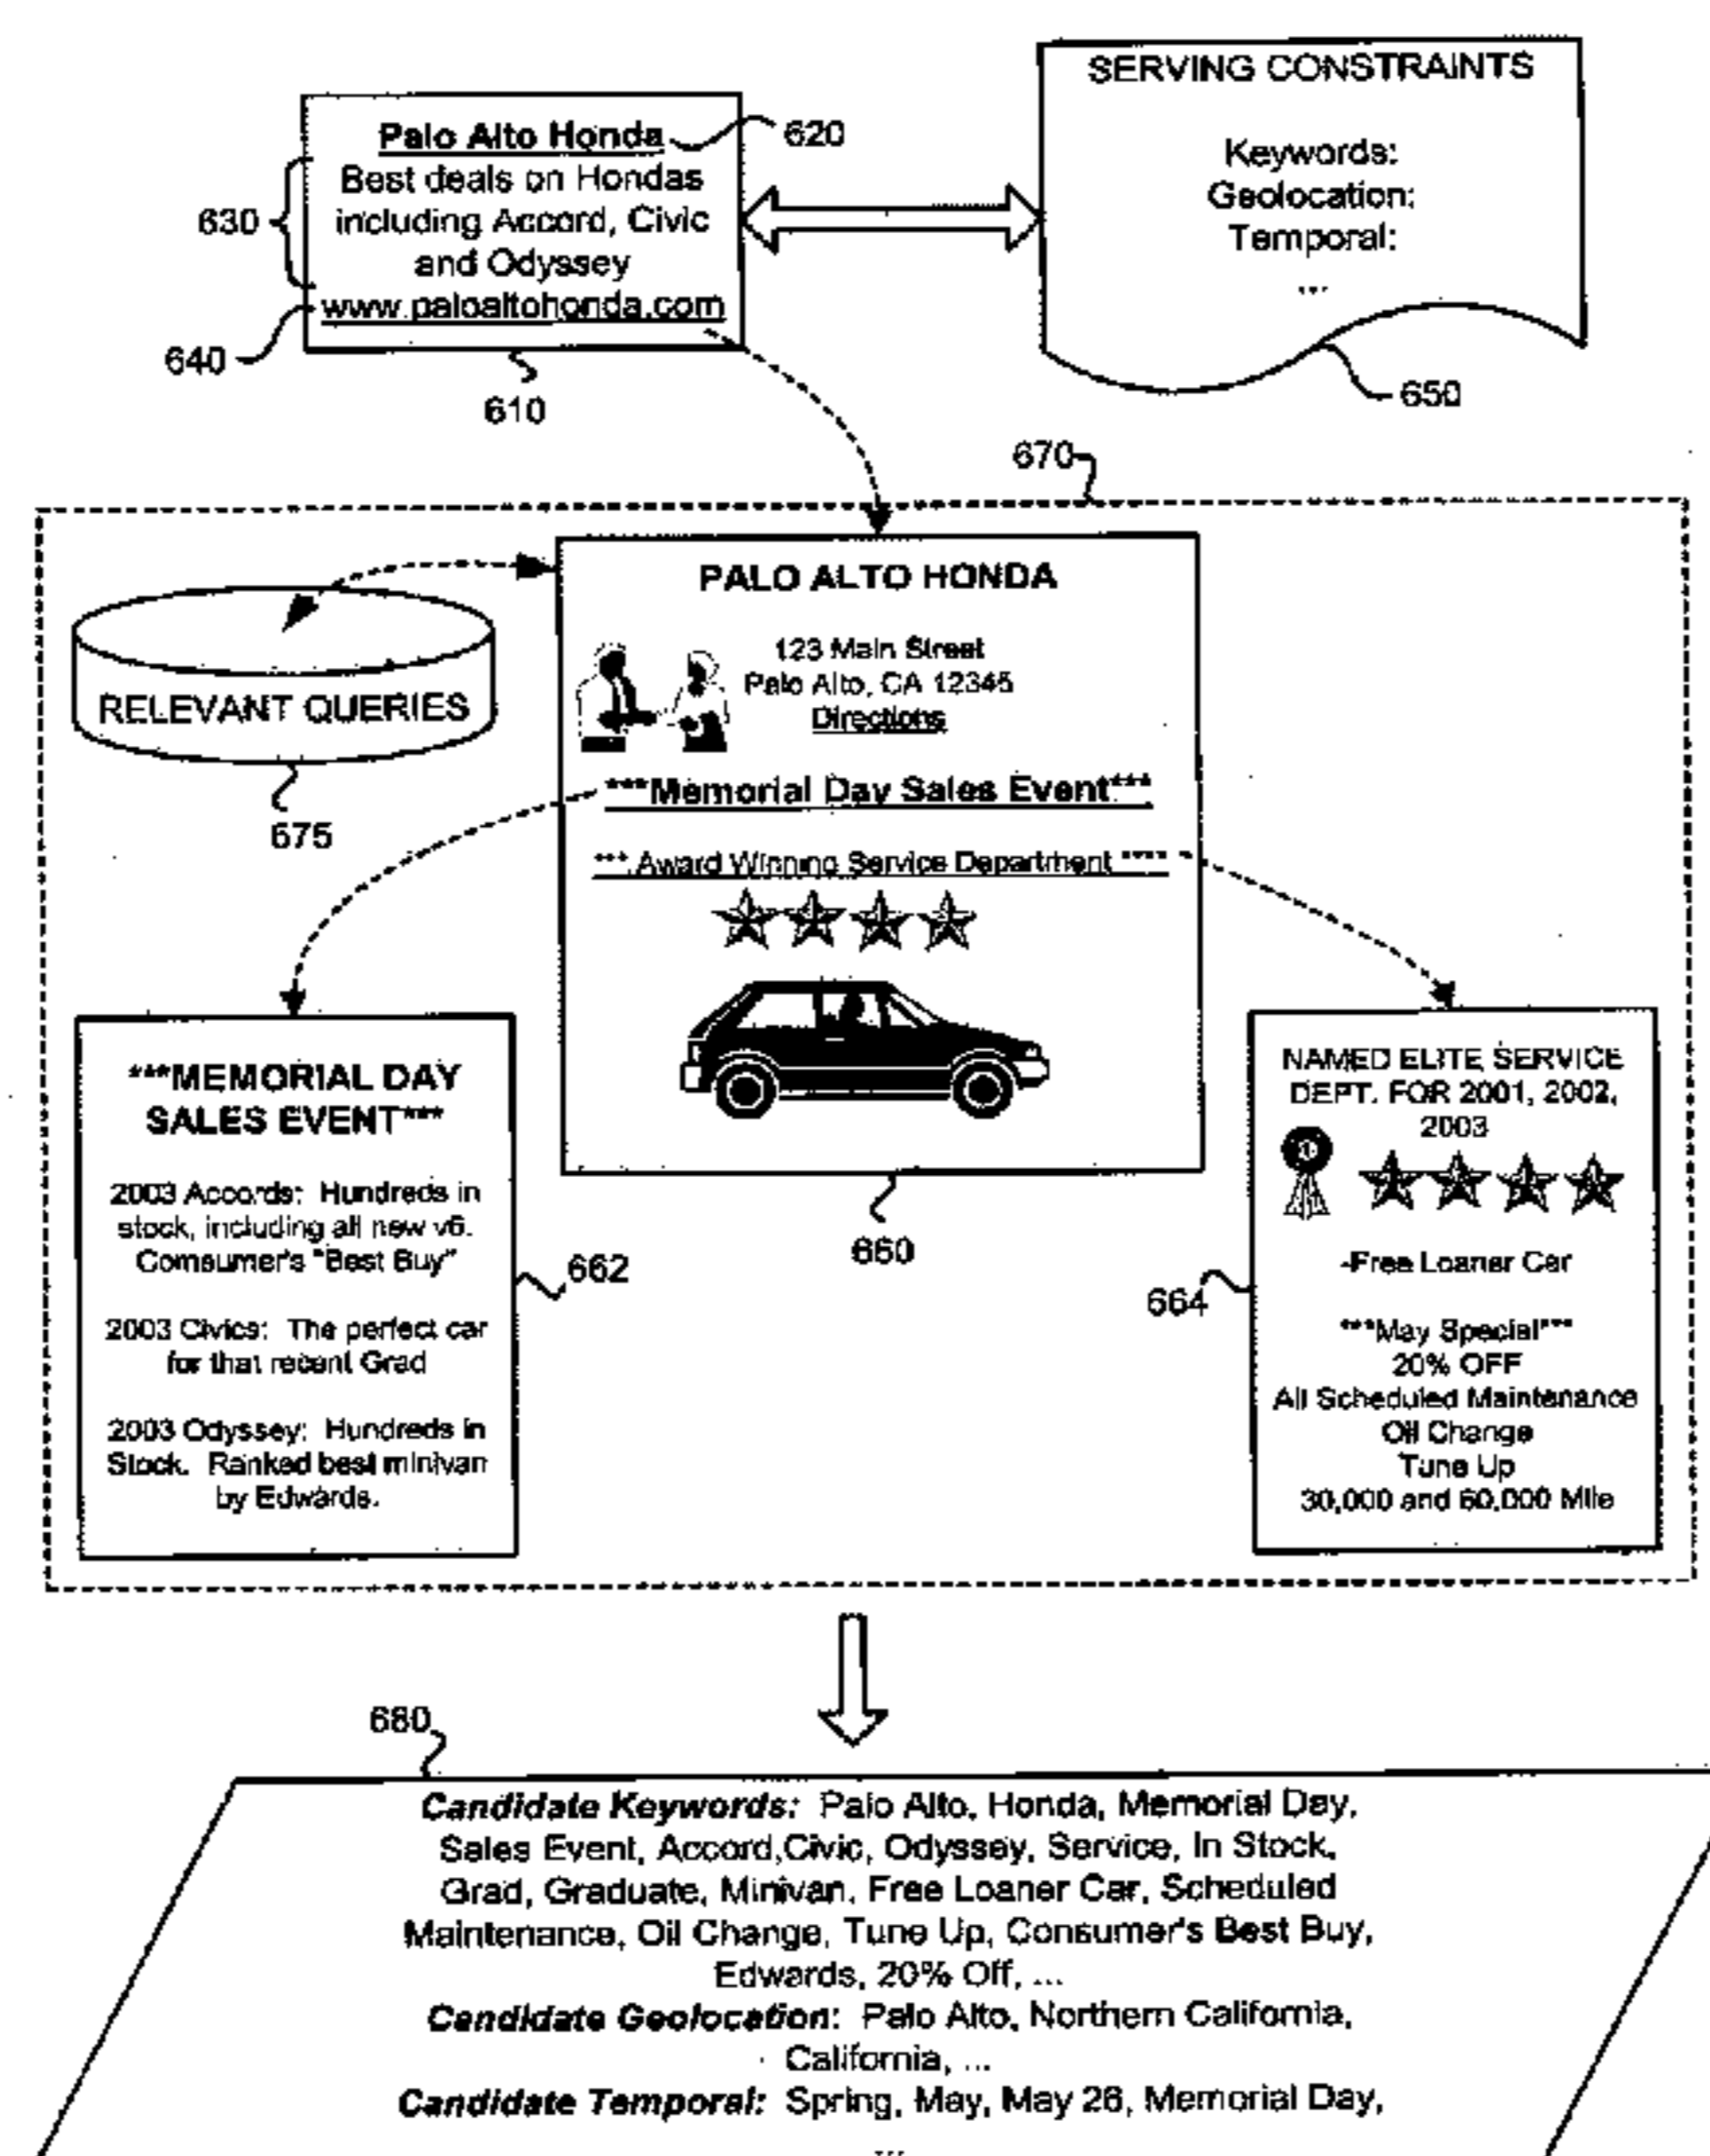 SERVING CONSTRAINTS
Keywords:
Geolocation:
Temporal:
...
650
Palo Alto Honda
620
Best deals on Hondas
including Accord, Civic
and Odyssey
630
www.paloaltohonda.com
640
610
670
PALO ALTO HONDA
123 Main Street
Palo Alto, CA 12345
Directions
***Memorial Day Sales Event***
*** Award Winning Service Department ****
660
RELEVANT QUERIES
675
***MEMORIAL DAY
SALES EVENT***
2003 Accords: Hundreds in
stock, including all new v6.
Comsumer's "Best Buy"
2003 Civics: The perfect car
for that recent Grad
2003 Odyssey: Hundreds in
Stock. Ranked best minivan
by Edwards.
662
NAMED ELITE SERVICE
DEPT. FOR 2001, 2002,
2003
1
-Free Loaner Car
***May Special***
20% OFF
All Scheduled Maintenance
Oil Change
Tune Up
30,000 and 60,000 Mile
664
680
Candidate Keywords: Palo Alto, Honda, Memorial Day,
Sales Event, Accord,Civic, Odyssey, Service, In Stock,
Grad, Graduate, Minivan, Free Loaner Car, Scheduled
Maintenance, Oil Change, Tune Up, Consumer's Best Buy,
Edwards, 20% Off, ...
Candidate Geolocation: Palo Alto, Northern California,
California, ...
Candidate Temporal: Spring, May, May 26, Memorial Day,
...